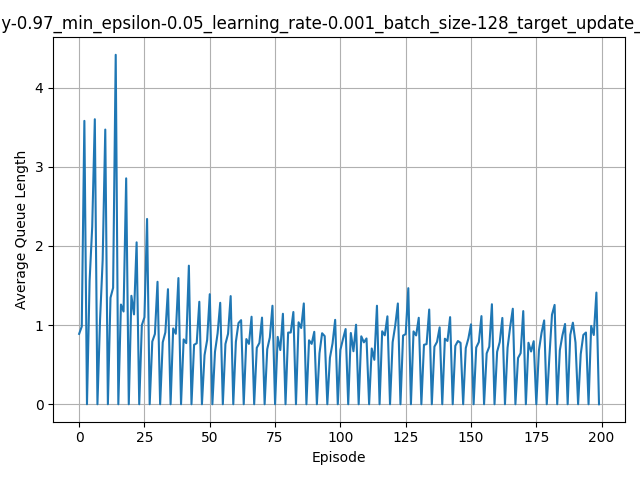 y-0.97_min_epsilon-0.05_learning_rate-0.001_batch_size-128_target_update_
4
3
2
1
0
Average Queue Length
0 25 50 75 100 125 150 175 200
Episode